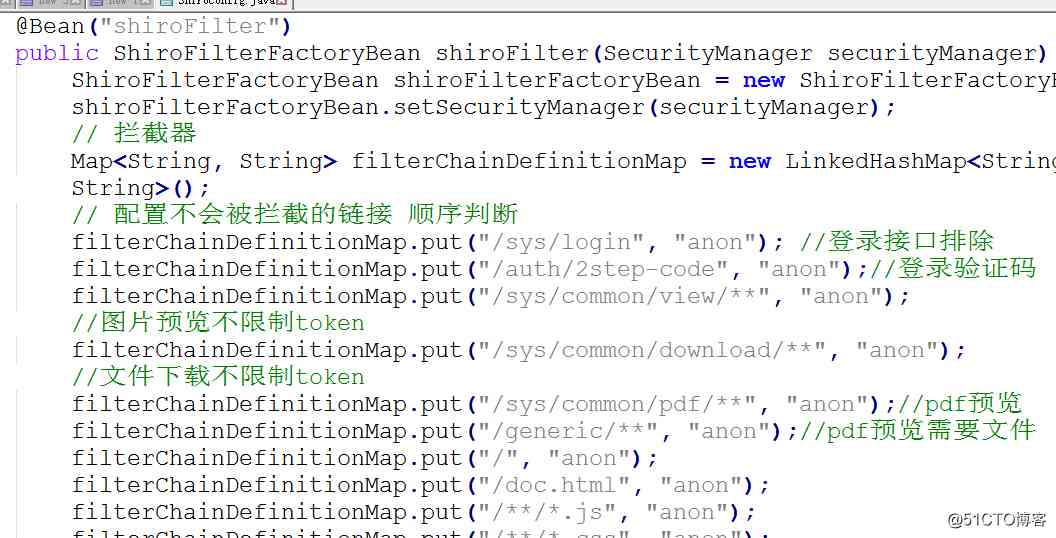 ShiroConfig.java
@Bean("shiroFilter")
public ShiroFilterFactoryBean shiroFilter(SecurityManager securityManager)
ShiroFilterFactoryBean shiroFilterFactoryBean = new ShiroFilterFactory
shiroFilterFactoryBean.setSecurityManager(securityManager);
// 拦截器
Map<String, String> filterChainDefinitionMap = new LinkedHashMap<String
String>();
// 配置不会被拦截的链接 顺序判断
filterChainDefinitionMap.put("/sys/login", "anon"); //登录接口排除
filterChainDefinitionMap.put("/auth/2step-code", "anon");//登录验证码
filterChainDefinitionMap.put("/sys/common/view/**", "anon");
//图片预览不限制token
filterChainDefinitionMap.put("/sys/common/download/**", "anon");
//文件下载不限制token
filterChainDefinitionMap.put("/sys/common/pdf/**", "anon");//pdf预览
filterChainDefinitionMap.put("/generic/**", "anon");//pdf预览需要文件
filterChainDefinitionMap.put("/", "anon");
filterChainDefinitionMap.put("/doc.html", "anon");
filterChainDefinitionMap.put("/**/*.js", "anon");
@51CTO博客